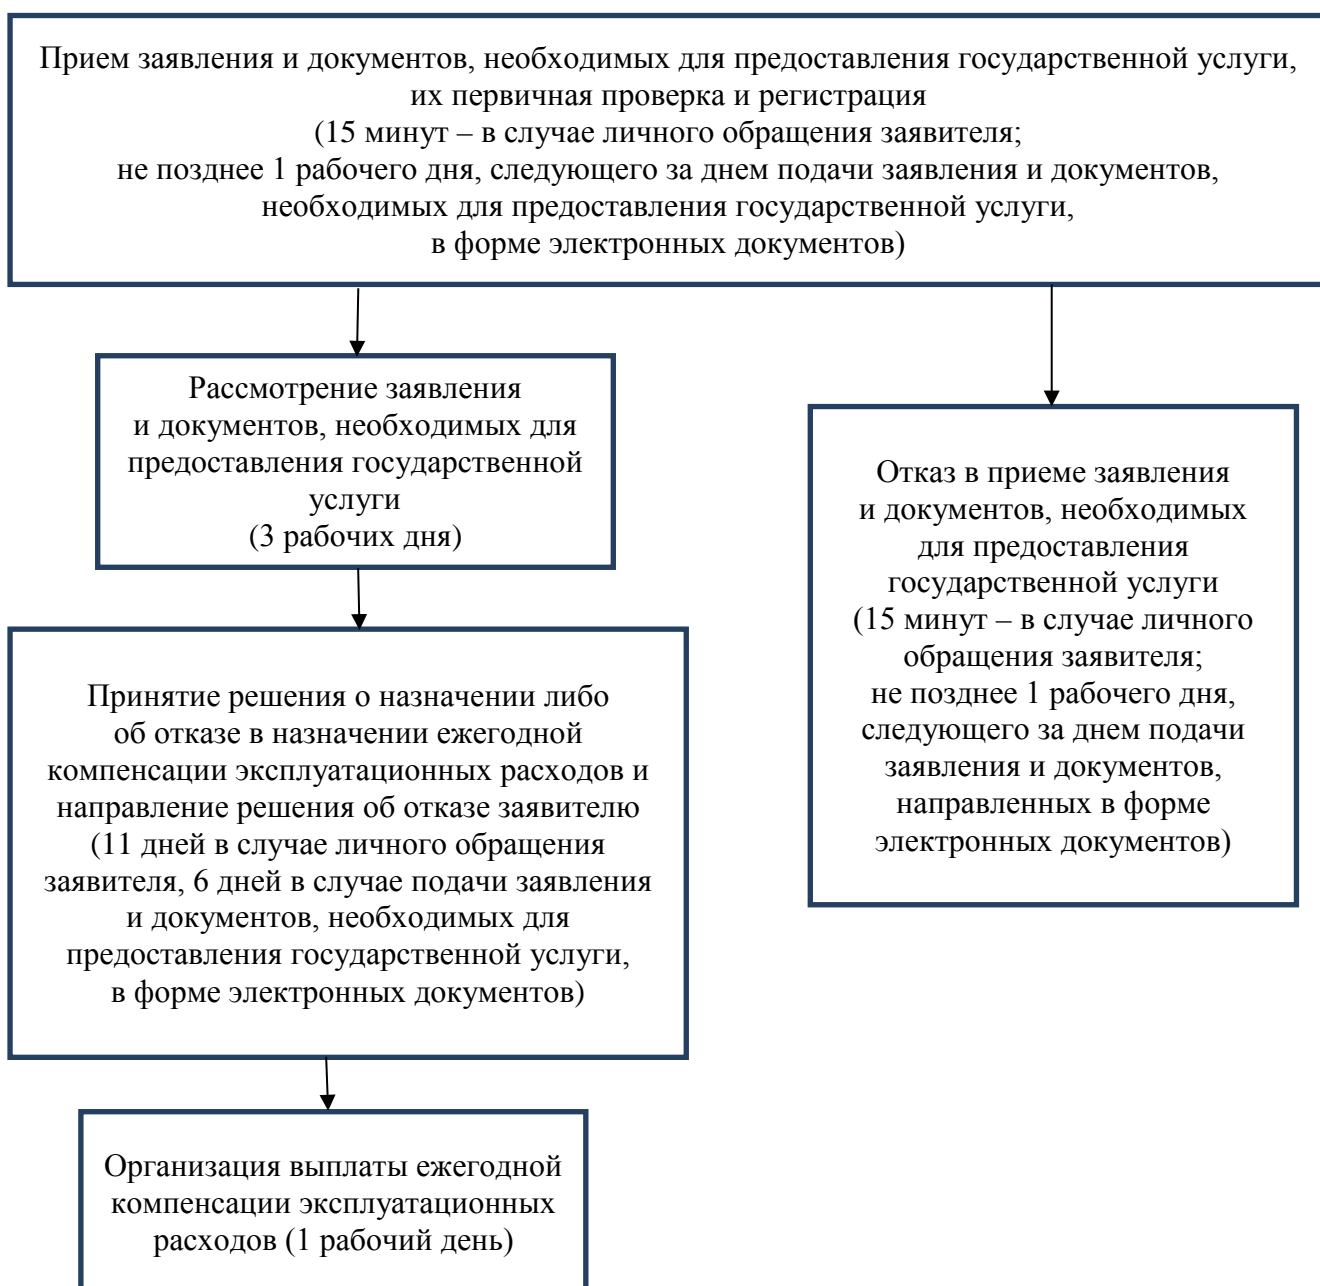 Прием заявления и документов, необходимых для предоставления государственной услуги,
их первичная проверка и регистрация
(15 минут – в случае личного обращения заявителя;
не позднее 1 рабочего дня, следующего за днем подачи заявления и документов,
необходимых для предоставления государственной услуги,
в форме электронных документов)
Рассмотрение заявления
и документов, необходимых для
предоставления государственной
услуги
(3 рабочих дня)
Отказ в приеме заявления
и документов, необходимых
для предоставления
государственной услуги
(15 минут – в случае личного
обращения заявителя;
не позднее 1 рабочего дня,
следующего за днем подачи
заявления и документов,
направленных в форме
электронных документов)
Принятие решения о назначении либо
об отказе в назначении ежегодной
компенсации эксплуатационных расходов и
направление решения об отказе заявителю
(11 дней в случае личного обращения
заявителя, 6 дней в случае подачи заявления
и документов, необходимых для
предоставления государственной услуги,
в форме электронных документов)
Организация выплаты ежегодной
компенсации эксплуатационных
расходов (1 рабочий день)